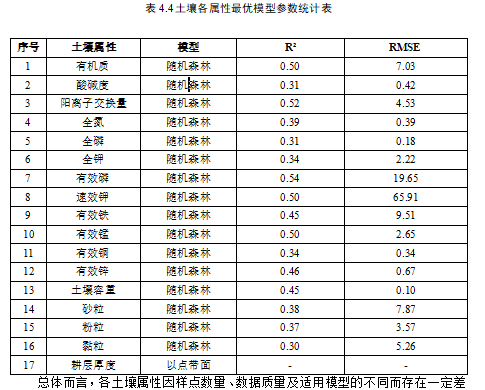 表 4.4 土壤各属性最优模型参数统计表
序号 土壤属性 模型 R² RMSE
1 有机质 随机森林 0.50 7.03
2 酸碱度 随机森林 0.31 0.42
3 阳离子交换量 随机森林 0.52 4.53
4 全氮 随机森林 0.39 0.39
5 全磷 随机森林 0.31 0.18
6 全钾 随机森林 0.34 2.22
7 有效磷 随机森林 0.54 19.65
8 速效钾 随机森林 0.50 65.91
9 有效铁 随机森林 0.45 9.51
10 有效锰 随机森林 0.50 2.65
11 有效铜 随机森林 0.34 0.34
12 有效锌 随机森林 0.46 0.67
13 土壤容重 随机森林 0.45 0.10
14 砂粒 随机森林 0.38 7.87
15 粉粒 随机森林 0.37 3.57
16 黏粒 随机森林 0.30 5.26
17 耕层厚度 以点带面 - -
总体而言，各土壤属性因样点数量、数据质量及适用模型的不同而存在一定差